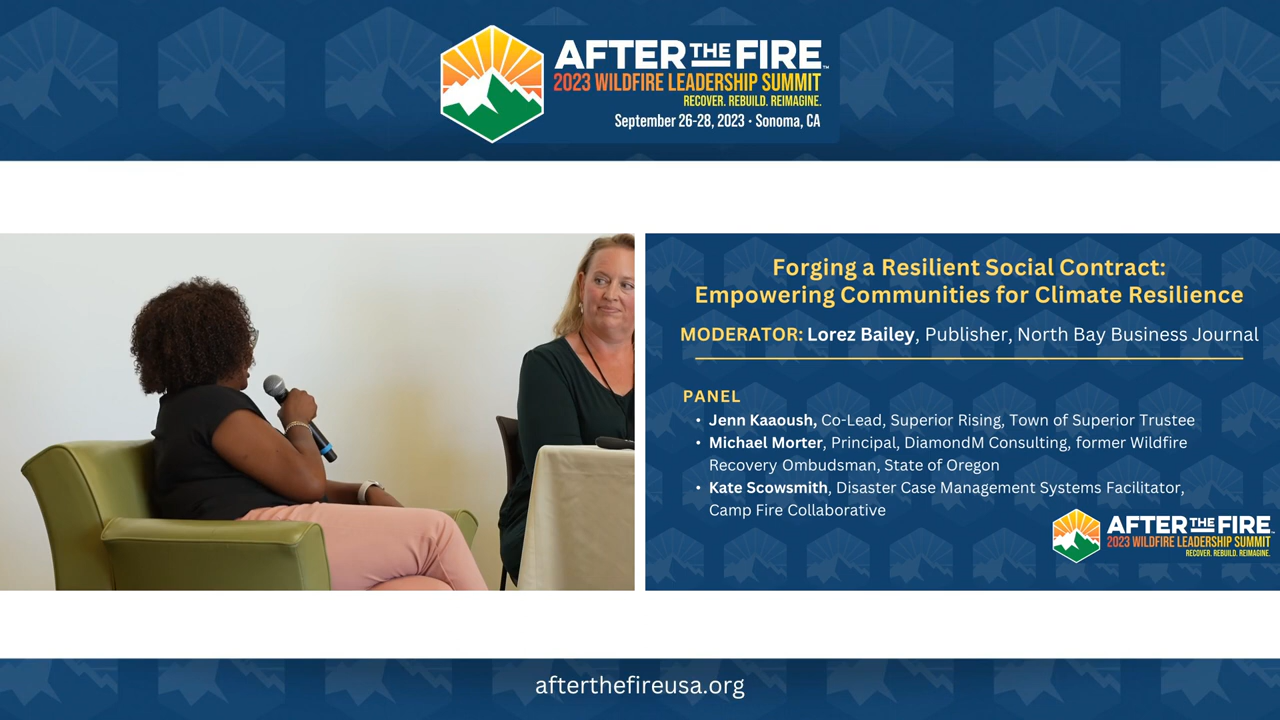 AFTER THE FIRE™
2023 WILDFIRE LEADERSHIP SUMMIT
RECOVER. REBUILD. REIMAGINE.
September 26-28, 2023 • Sonoma, CA
Forging a Resilient Social Contract:
Empowering Communities for Climate Resilience
MODERATOR: Lorez Bailey, Publisher, North Bay Business Journal
PANEL
• Jenn Kaaoush, Co-Lead, Superior Rising, Town of Superior Trustee
• Michael Morter, Principal, DiamondM Consulting, former Wildfire
Recovery Ombudsman, State of Oregon
• Kate Scowsmith, Disaster Case Management Systems Facilitator,
Camp Fire Collaborative
AFTER THE FIRE™
2023 WILDFIRE LEADERSHIP SUMMIT
RECOVER. REBUILD. REIMAGINE.
afterthefireusa.org